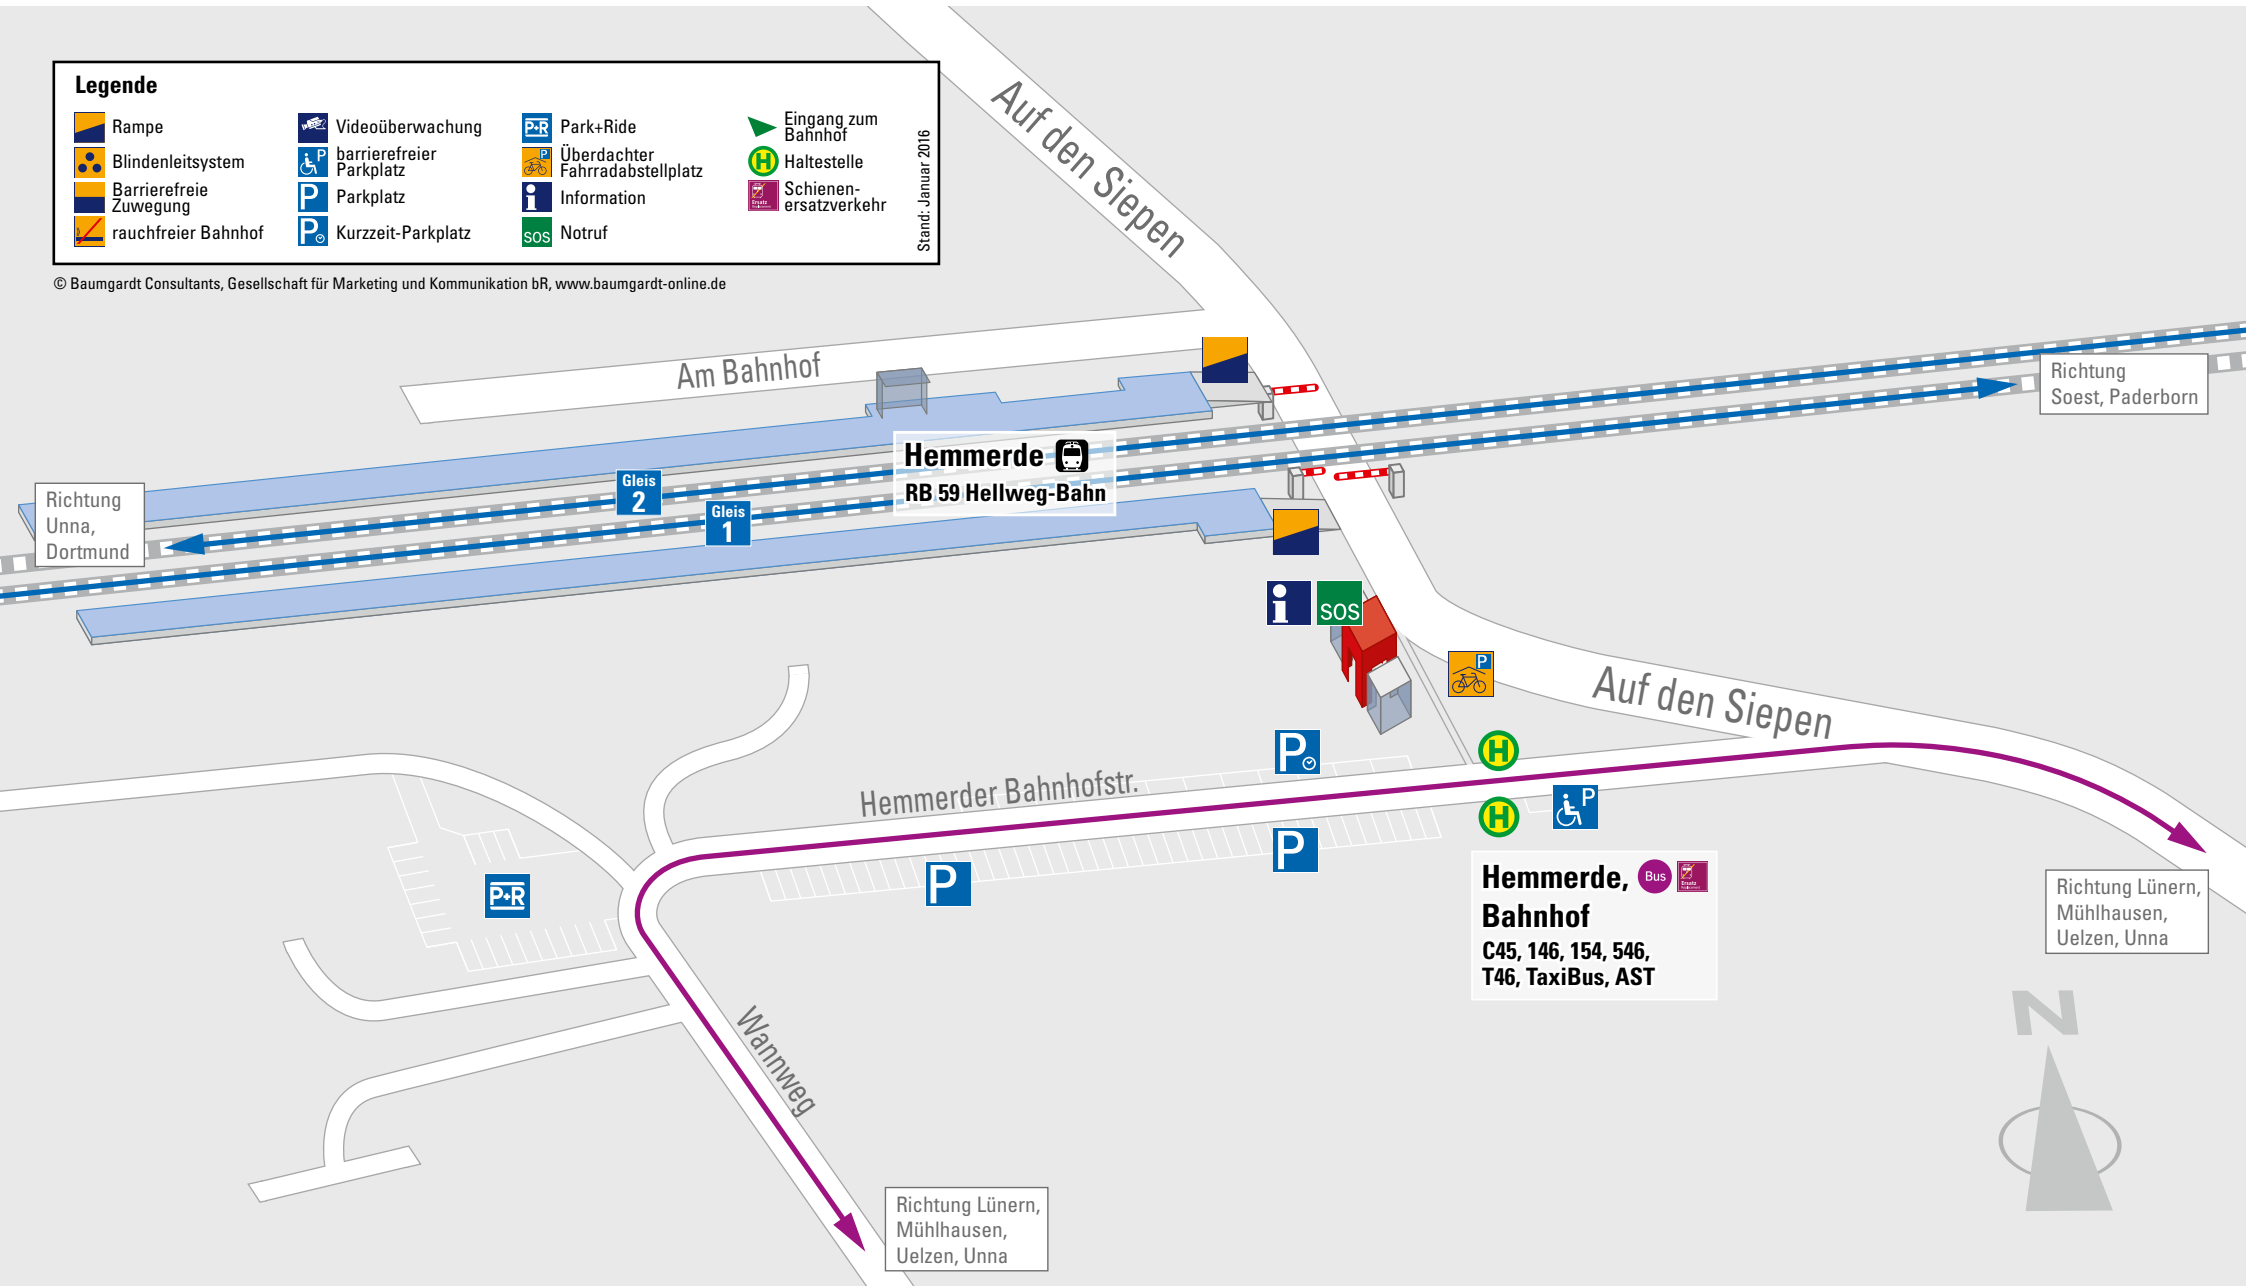 Legende
Rampe
Blindenleitsystem
Barrierefreie
Zuwegung
rauchfreier Bahnhof
Videoüberwachung
P
barrierefreier
Parkplatz
P
Parkplatz
P
Kurzzeit-Parkplatz
P+R
Park+Ride
P
Überdachter
Fahrradabstellplatz
i
Information
SOS
Notruf
Eingang zum
Bahnhof
H
Haltestelle
Ersatz
Schienen-
ersatzverkehr
Stand: Januar 2016
© Baumgardt Consultants, Gesellschaft für Marketing und Kommunikation bR, www.baumgardt-online.de
Auf den Siepen
Am Bahnhof
Richtung
Soest, Paderborn
Hemmerde
RB 59 Hellweg-Bahn
Gleis
2
Gleis
1
Richtung
Unna,
Dortmund
i
SOS
P
Auf den Siepen
P
H
Hemmerder Bahnhofstr.
H
P
P
P
P+R
Hemmerde,
Bus
Ersatz
Bahnhof
C45, 146, 154, 546,
T46, TaxiBus, AST
Richtung Lünern,
Mühlhausen,
Uelzen, Unna
N
Wannweg
Richtung Lünern,
Mühlhausen,
Uelzen, Unna